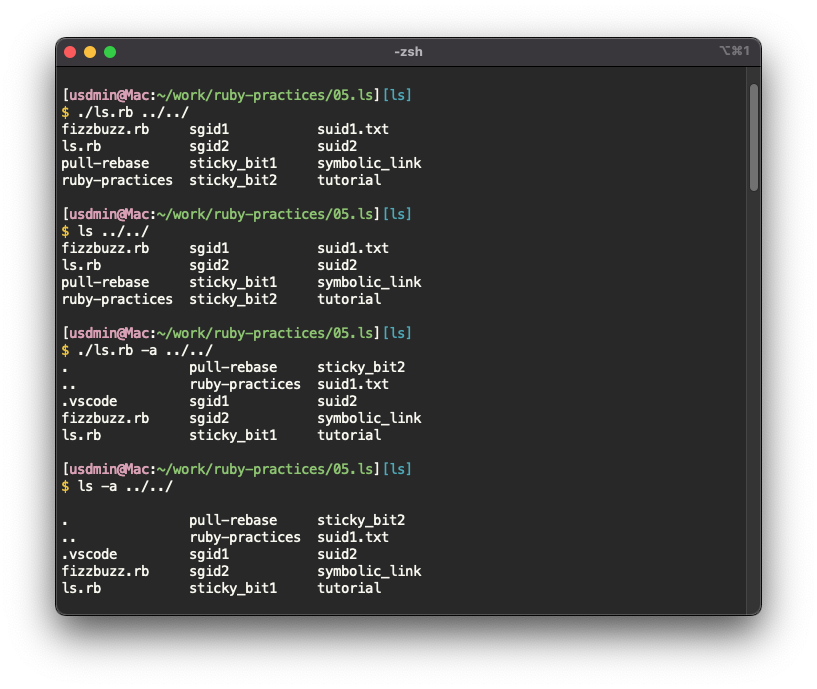 -zsh ⌥⌘1
[usdmin@Mac:~/work/ruby-practices/05.ls][ls]
$ ./ls.rb ../../
fizzbuzz.rb     sgid1           suid1.txt
ls.rb           sgid2           suid2
pull-rebase     sticky_bit1     symbolic_link
ruby-practices  sticky_bit2     tutorial
[usdmin@Mac:~/work/ruby-practices/05.ls][ls]
$ ls ../../
fizzbuzz.rb     sgid1           suid1.txt
ls.rb           sgid2           suid2
pull-rebase     sticky_bit1     symbolic_link
ruby-practices  sticky_bit2     tutorial
[usdmin@Mac:~/work/ruby-practices/05.ls][ls]
$ ./ls.rb -a ../../
.               pull-rebase     sticky_bit2
..              ruby-practices  suid1.txt
.vscode         sgid1           suid2
fizzbuzz.rb     sgid2           symbolic_link
ls.rb           sticky_bit1     tutorial
[usdmin@Mac:~/work/ruby-practices/05.ls][ls]
$ ls -a ../../
.               pull-rebase     sticky_bit2
..              ruby-practices  suid1.txt
.vscode         sgid1           suid2
fizzbuzz.rb     sgid2           symbolic_link
ls.rb           sticky_bit1     tutorial